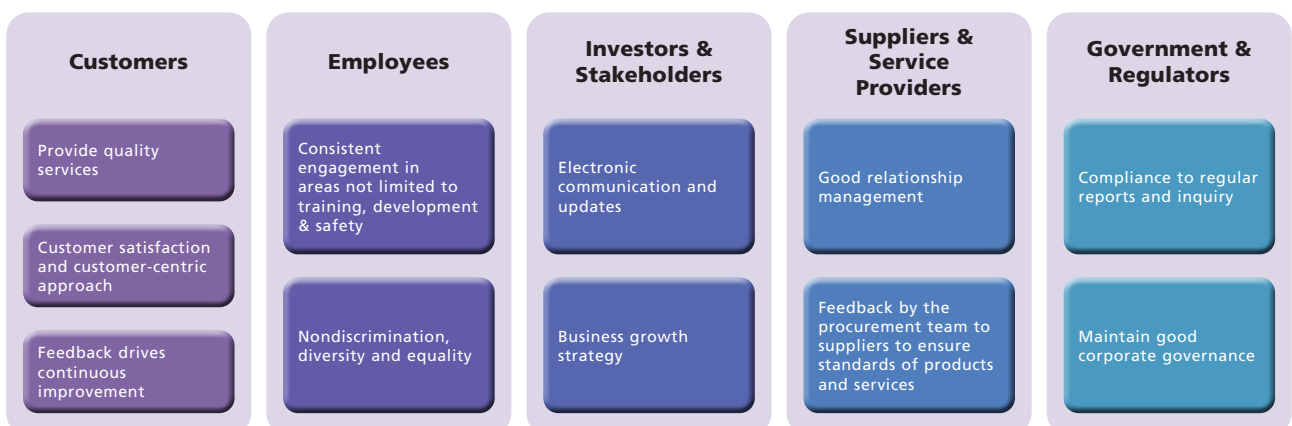 Customers
Provide quality
services
Customer satisfaction
and customer-centric
approach
Feedback drives
continuous
improvement
Employees
Consistent
engagement in
areas not limited to
training, development
& safety
Nondiscrimination,
diversity and equality
Investors &
Stakeholders
Electronic
communication and
updates
Business growth
strategy
Suppliers &
Service
Providers
Good relationship
management
Feedback by the
procurement team to
suppliers to ensure
standards of products
and services
Government &
Regulators
Compliance to regular
reports and inquiry
Maintain good
corporate governance